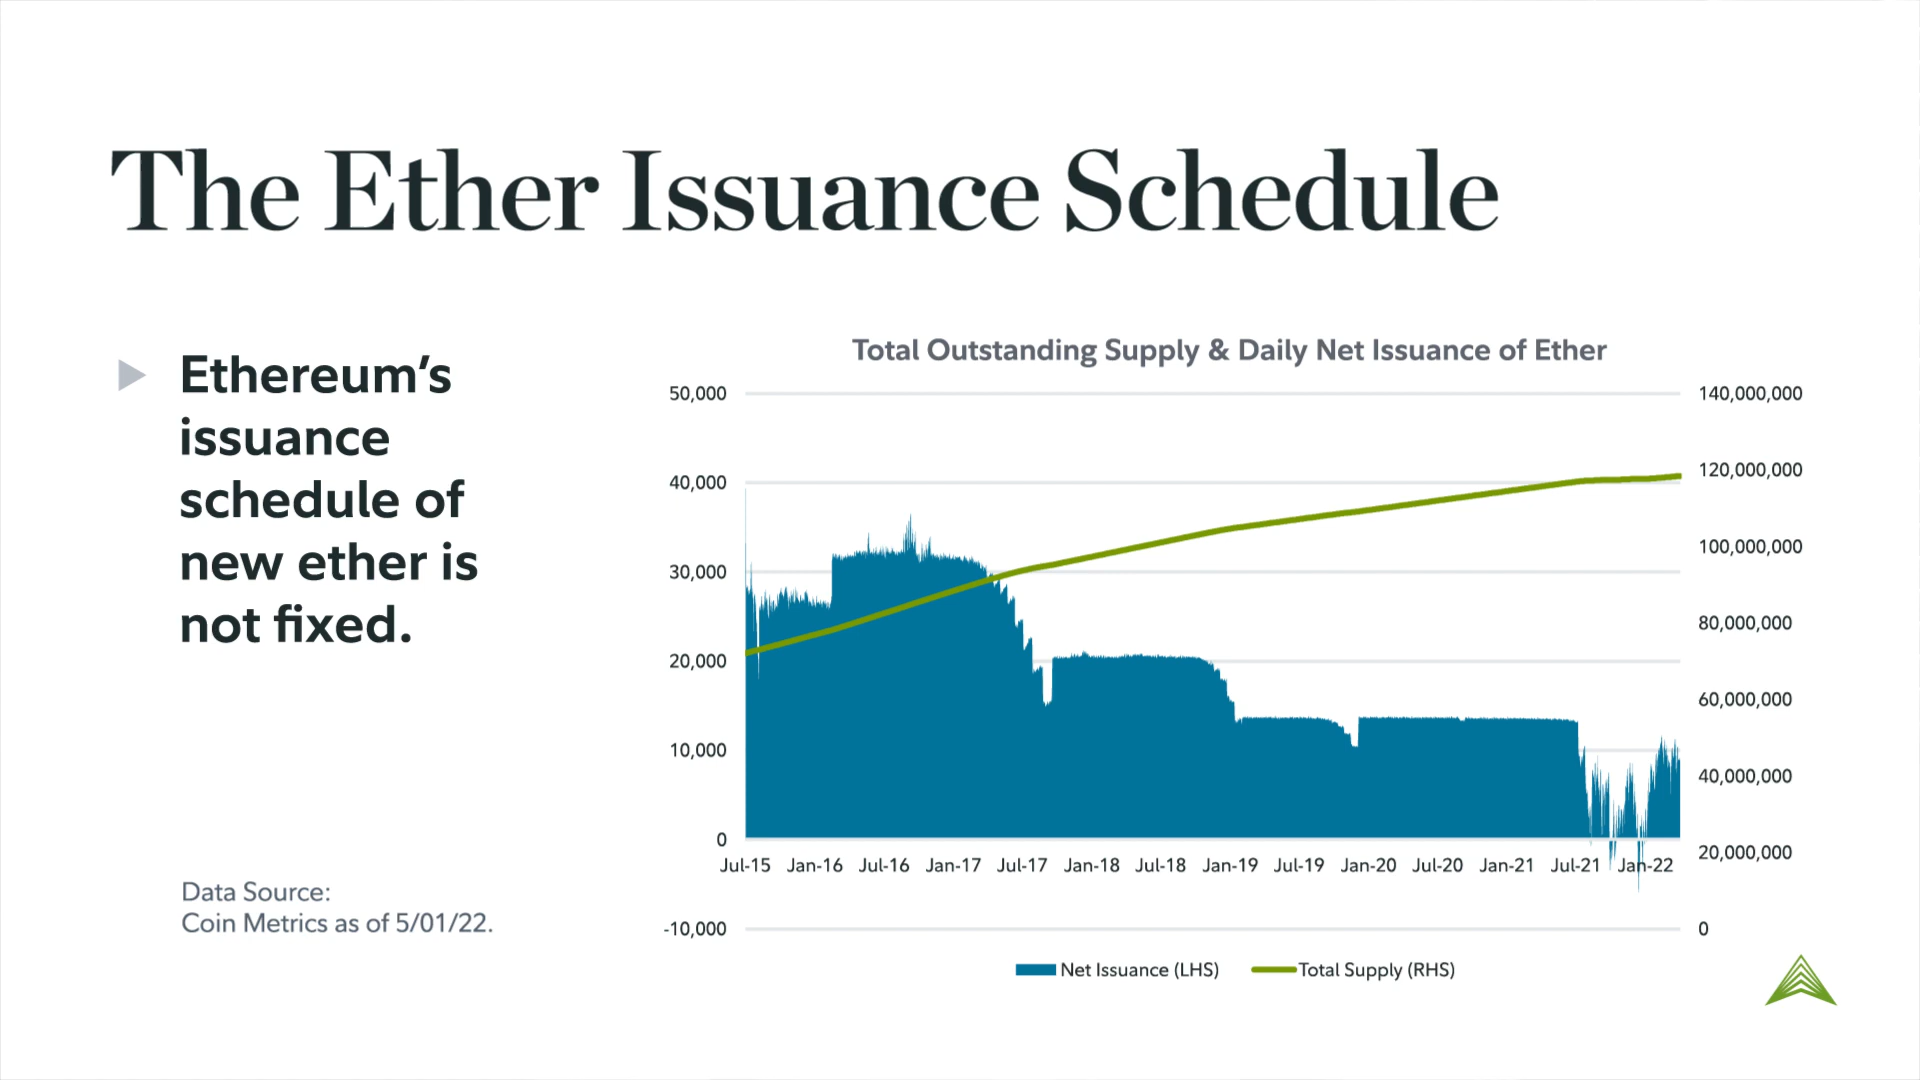 The Ether Issuance Schedule
Ethereum’s
issuance
schedule of
new ether is
not fixed.
Data Source:
Coin Metrics as of 5/01/22.
Total Outstanding Supply & Daily Net Issuance of Ether
50,000
40,000
30,000
20,000
10,000
0
-10,000
140,000,000
120,000,000
100,000,000
80,000,000
60,000,000
40,000,000
20,000,000
0
Jul-15 Jan-16 Jul-16 Jan-17 Jul-17 Jan-18 Jul-18 Jan-19 Jul-19 Jan-20 Jul-20 Jan-21 Jul-21 Jan-22
Net Issuance (LHS) Total Supply (RHS)